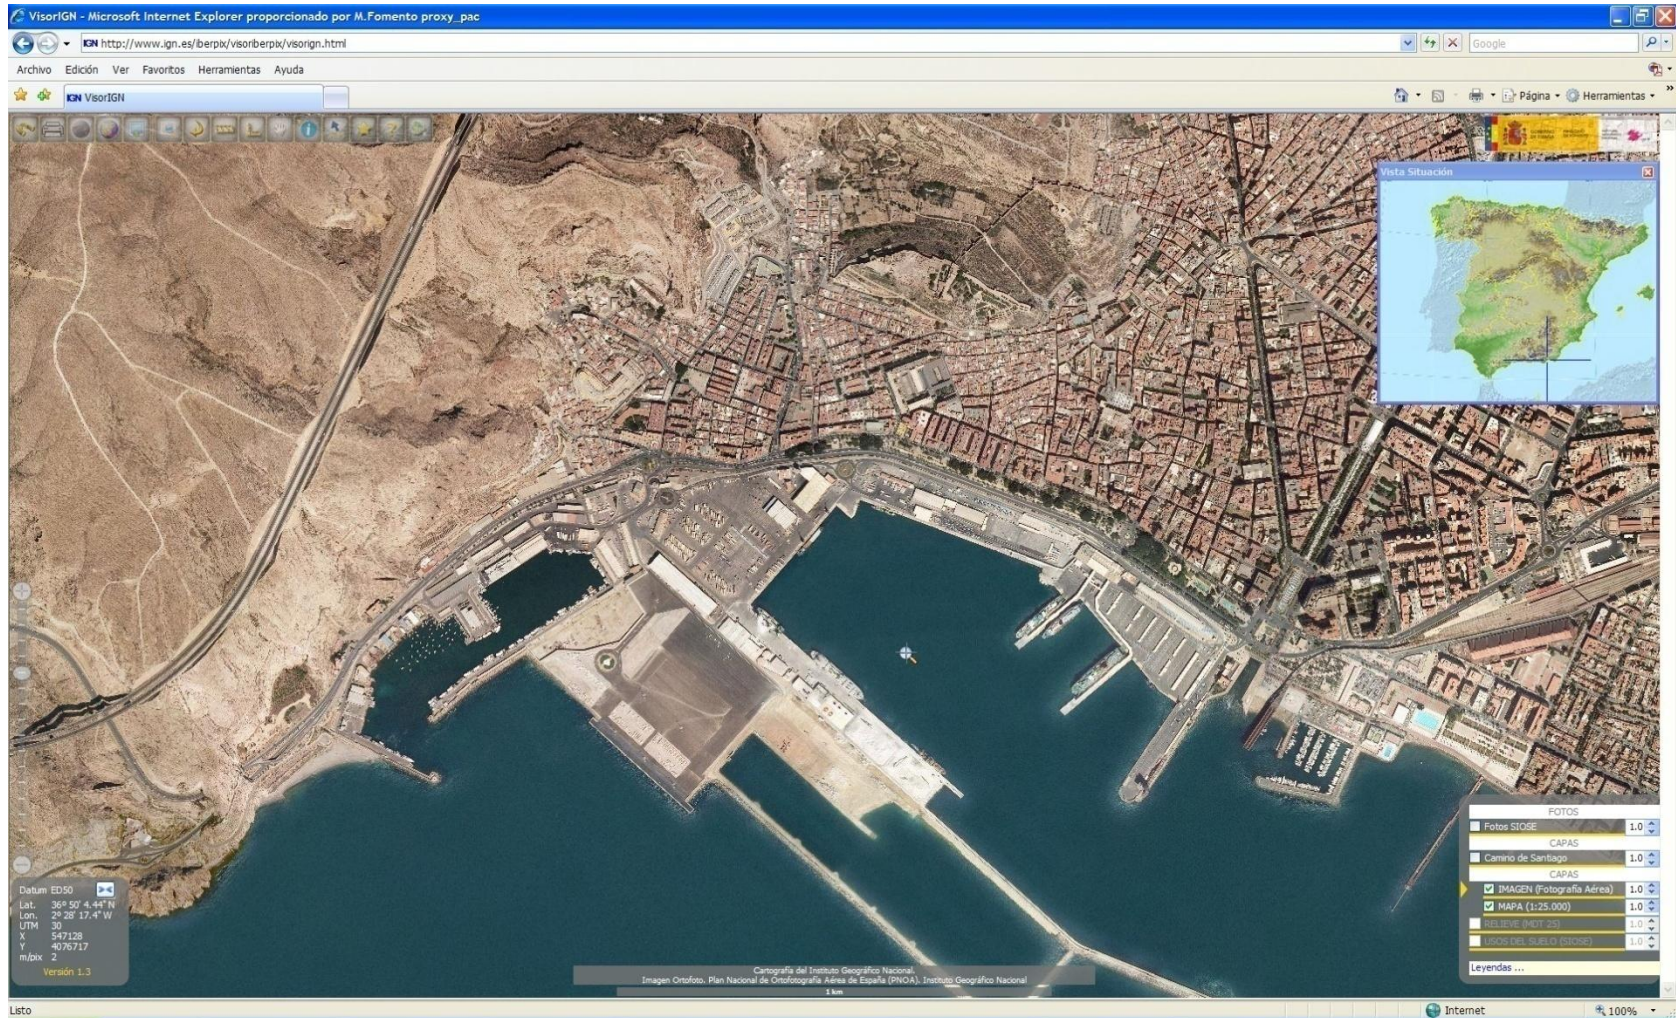 VisorIGN - Microsoft Internet Explorer proporcionado por M.Fomento proxy_pac
IGN http://www.ign.es/iberpix/visoriberpix/visorign.html
Google
Archivo Edición Ver Favoritos Herramientas Ayuda
IGN VisorIGN
Página
Herramientas
Vista Situación
FOTOS
Fotos SIOSE 1.0
CAPAS
Camino de Santiago 1.0
CAPAS
IMAGEN (Fotografía Aérea) 1.0
MAPA (1:25.000) 1.0
RELIEVE (MDT 25) 1.0
USOS DEL SUELO (SIOSE) 1.0
Leyendas ...
Datum ED50
Lat. 36º 50' 4.44" N
Lon. 2º 28' 17.4" W
UTM 30
X 547128
Y 4076717
m/pix 2
Versión 1.3
Cartografía del Instituto Geográfico Nacional.
Imagen Ortofoto. Plan Nacional de Ortofotografía Aérea de España (PNOA). Instituto Geográfico Nacional
1 km
Listo
Internet
100%